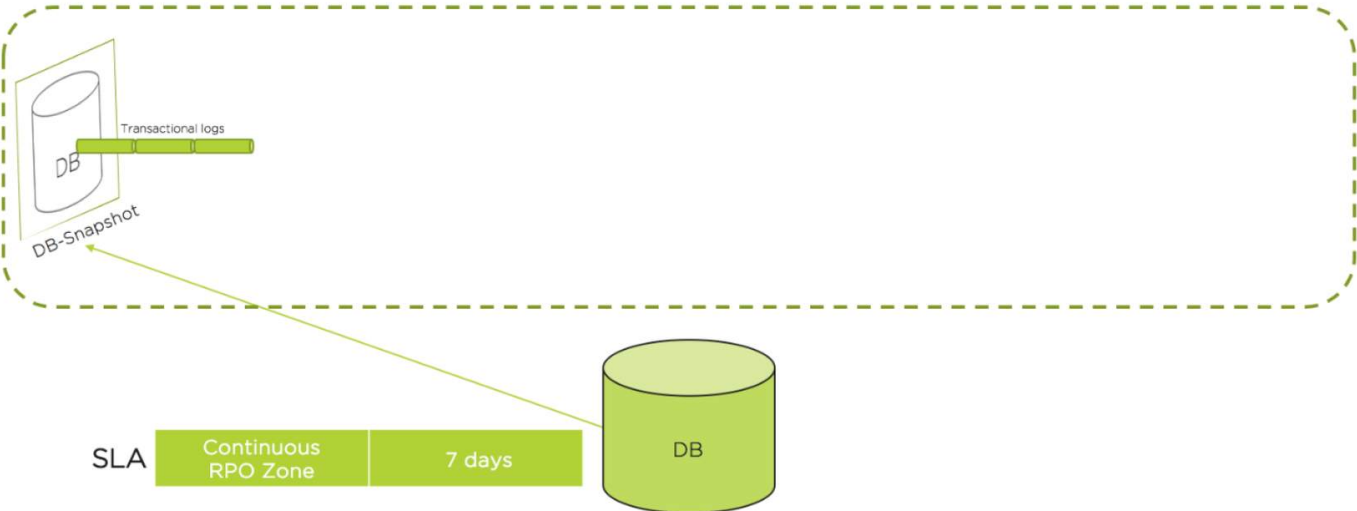 Transactional logs
DB
DB-Snapshot
SLA
Continuous
RPO Zone
7 days
DB